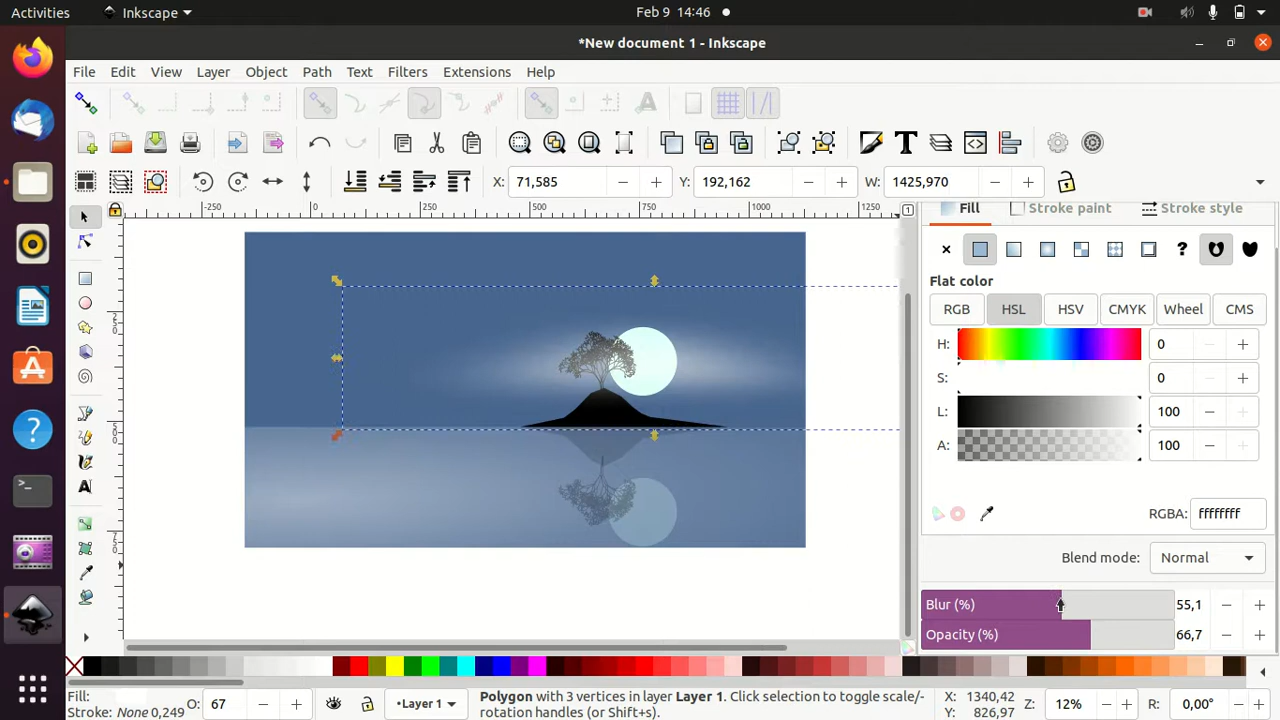 Activities Inkscape Feb 9 14:46
*New document 1 - Inkscape
File Edit View Layer Object Path Text Filters Extensions Help
X: 71,585 Y: 192,162 W: 1425,970
-250 0 250 500 750 1000 1250
Fill Stroke paint Stroke style
Flat color
RGB HSL HSV CMYK Wheel CMS
H: 0
S: 0
L: 100
A: 100
RGBA: ffffffff
Blend mode: Normal
Blur (%) 55,1
Opacity (%) 66,7
Fill:
Stroke: None 0,249
O: 67
•Layer 1
Polygon with 3 vertices in layer Layer 1. Click selection to toggle scale/
rotation handles (or Shift+s).
X: 1340,42
Y: 826,97
Z: 12%
R: 0,00°